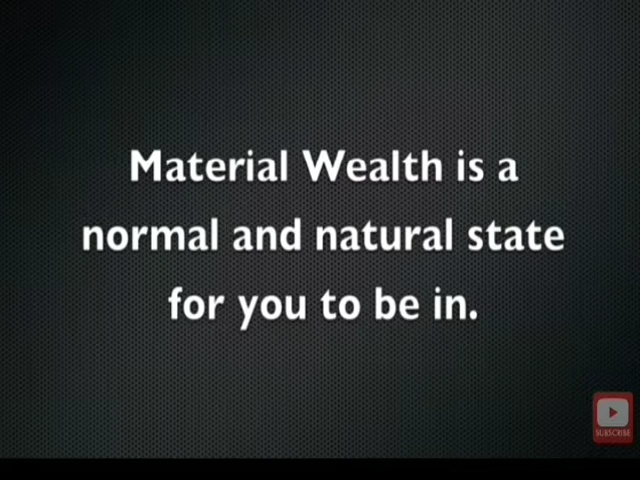 Material Wealth is a
normal and natural state
for you to be in.
SUBSCRIBE